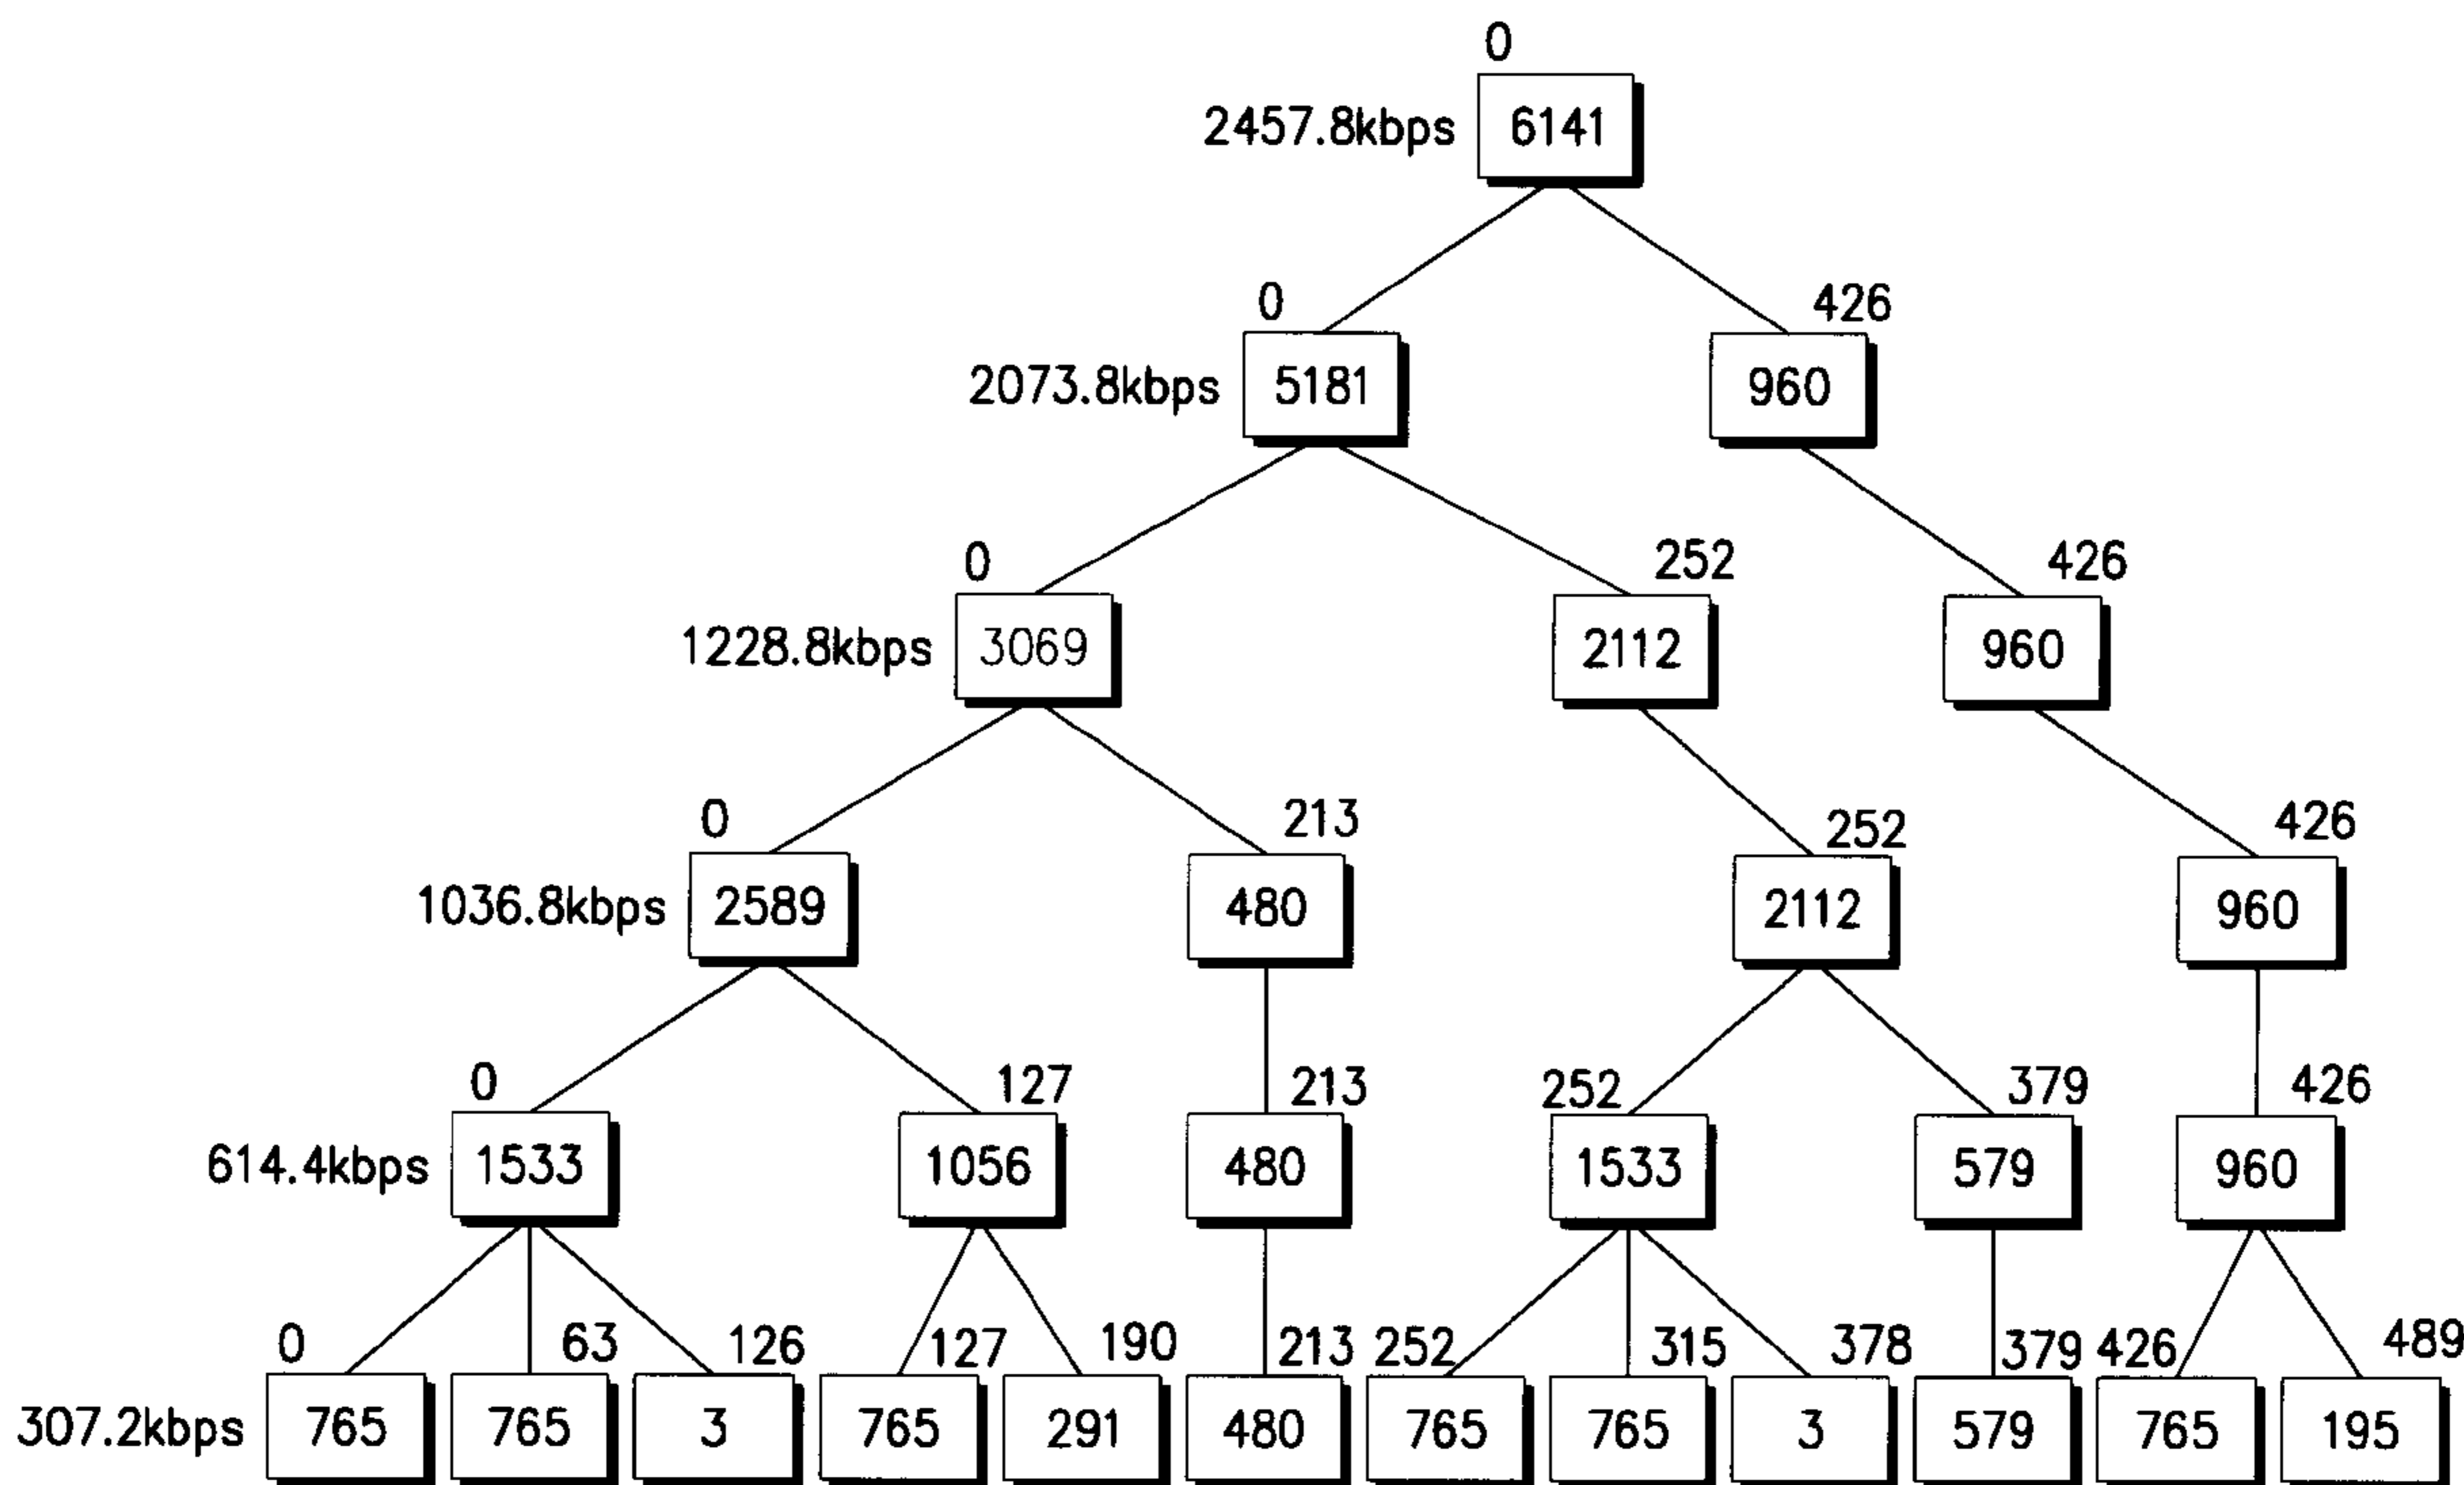 0
2457.8kbps 6141
0 426
2073.8kbps 5181 960
0 252 426
1228.8kbps 3069 2112 960
0 213 252 426
1036.8kbps 2589 480 2112 960
0 127 213 252 379 426
614.4kbps 1533 1056 480 1533 579 960
0 63 126 127 190 213 252 315 378 379 426 489
307.2kbps 765 765 3 765 291 480 765 765 3 579 765 195